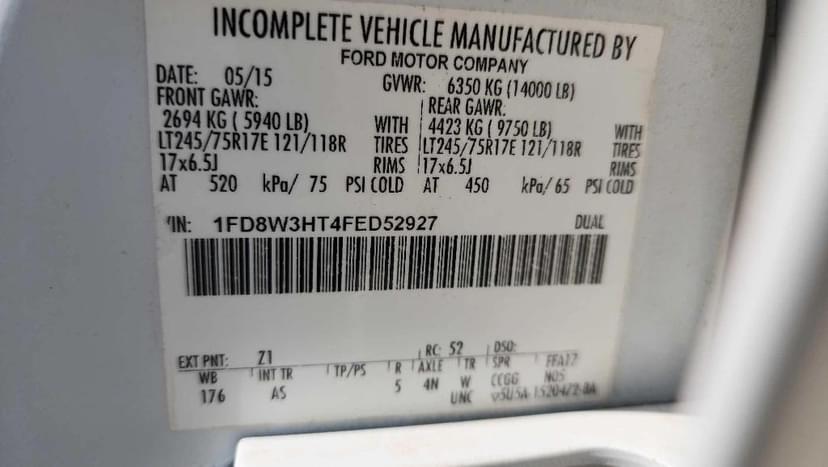 INCOMPLETE VEHICLE MANUFACTURED BY
FORD MOTOR COMPANY
DATE: 05/15 GVWR: 6350 KG (14000 LB)
FRONT GAWR: REAR GAWR:
2694 KG ( 5940 LB) WITH 4423 KG ( 9750 LB) WITH
LT245/75R17E 121/118R TIRES LT245/75R17E 121/118R TIRES
17x6.5J RIMS 17x6.5J RIMS
AT 520 kPa/ 75 PSI COLD AT 450 kPa/ 65 PSI COLD
VIN: 1FD8W3HT4FED52927 DUAL
EXT PNT: Z1 RC: 52 DSO:
WB INT TR TP/PS R AXLE TR SPR FFA12
176 AS 5 4N W CCGG NOS
UNC